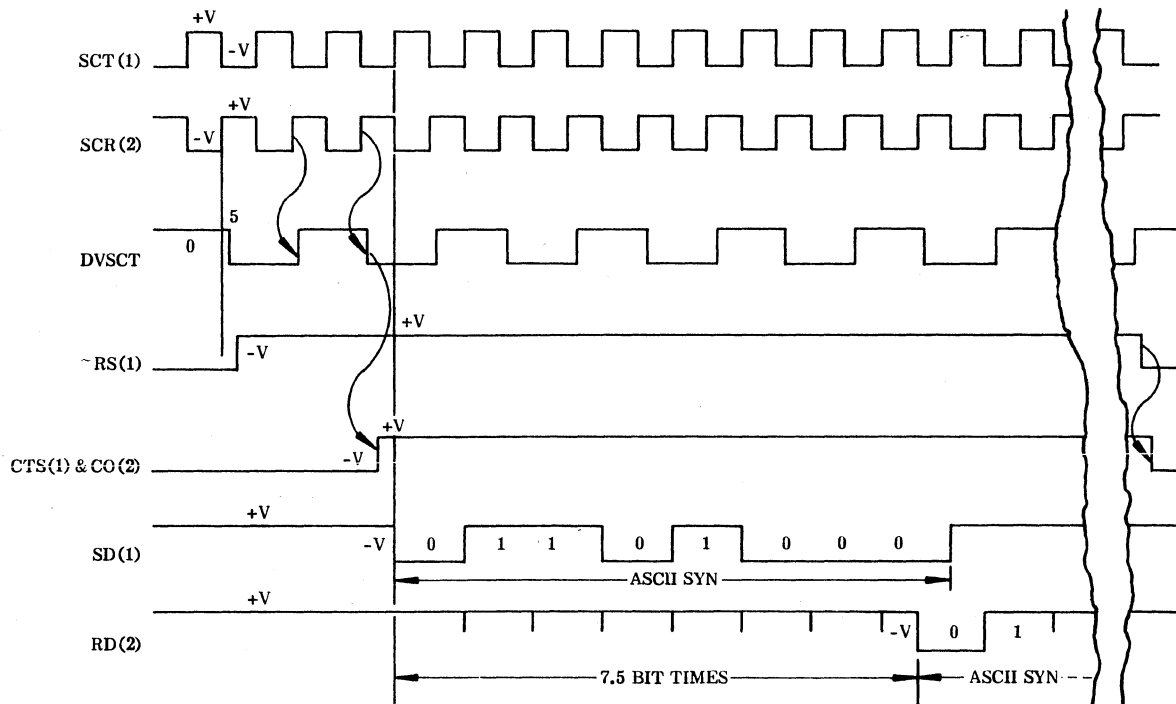 +V
-V
SCT (1)
+V
-V
SCR (2)
5
0
DVSCT
+V
-V
~RS(1)
+V
-V
CTS(1) & CO(2)
+V
-V 0 1 1 0 1 0 0 0
SD(1)
ASCII SYN
+V
-V 0 1
RD(2)
7.5 BIT TIMES ASCII SYN